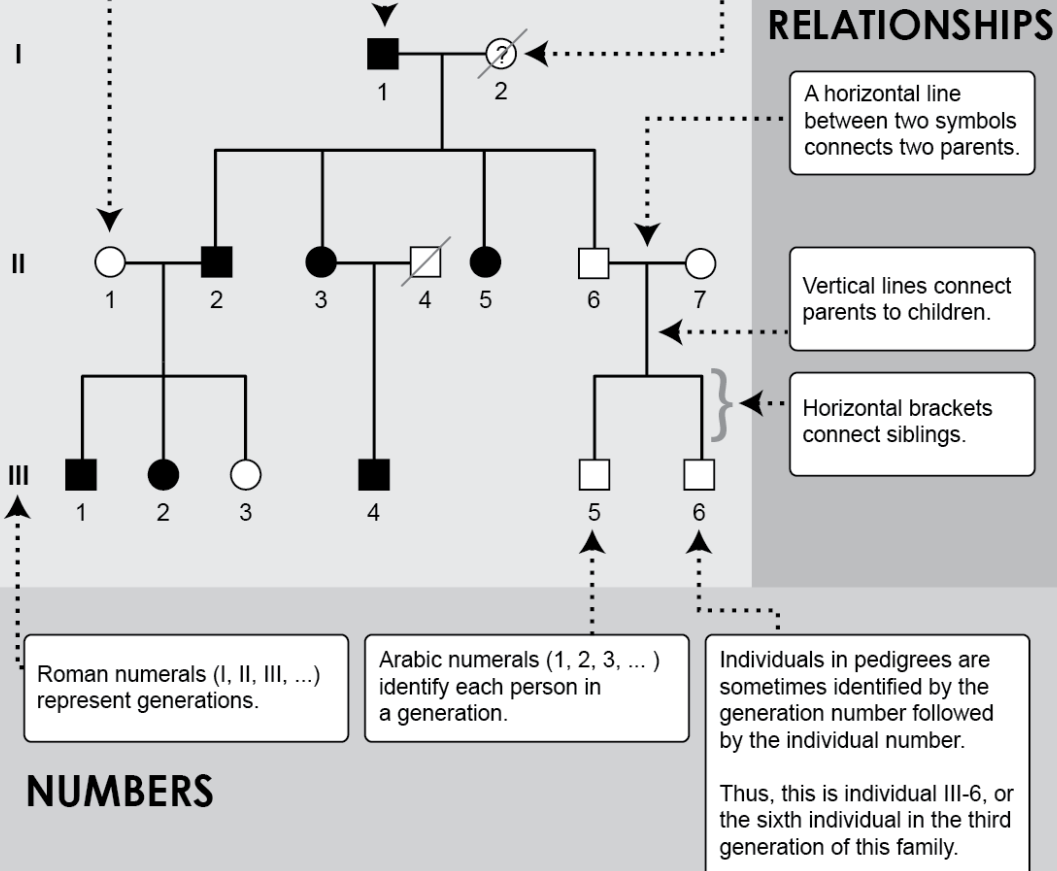 RELATIONSHIPS
I
?
1 2
A horizontal line
between two symbols
connects two parents.
II
1 2 3 4 5 6 7
Vertical lines connect
parents to children.
Horizontal brackets
connect siblings.
}
III
1 2 3 4 5 6
Roman numerals (I, II, III, ...)
represent generations.
Arabic numerals (1, 2, 3, ... )
identify each person in
a generation.
Individuals in pedigrees are
sometimes identified by the
generation number followed
by the individual number.
Thus, this is individual III-6, or
the sixth individual in the third
generation of this family.
NUMBERS